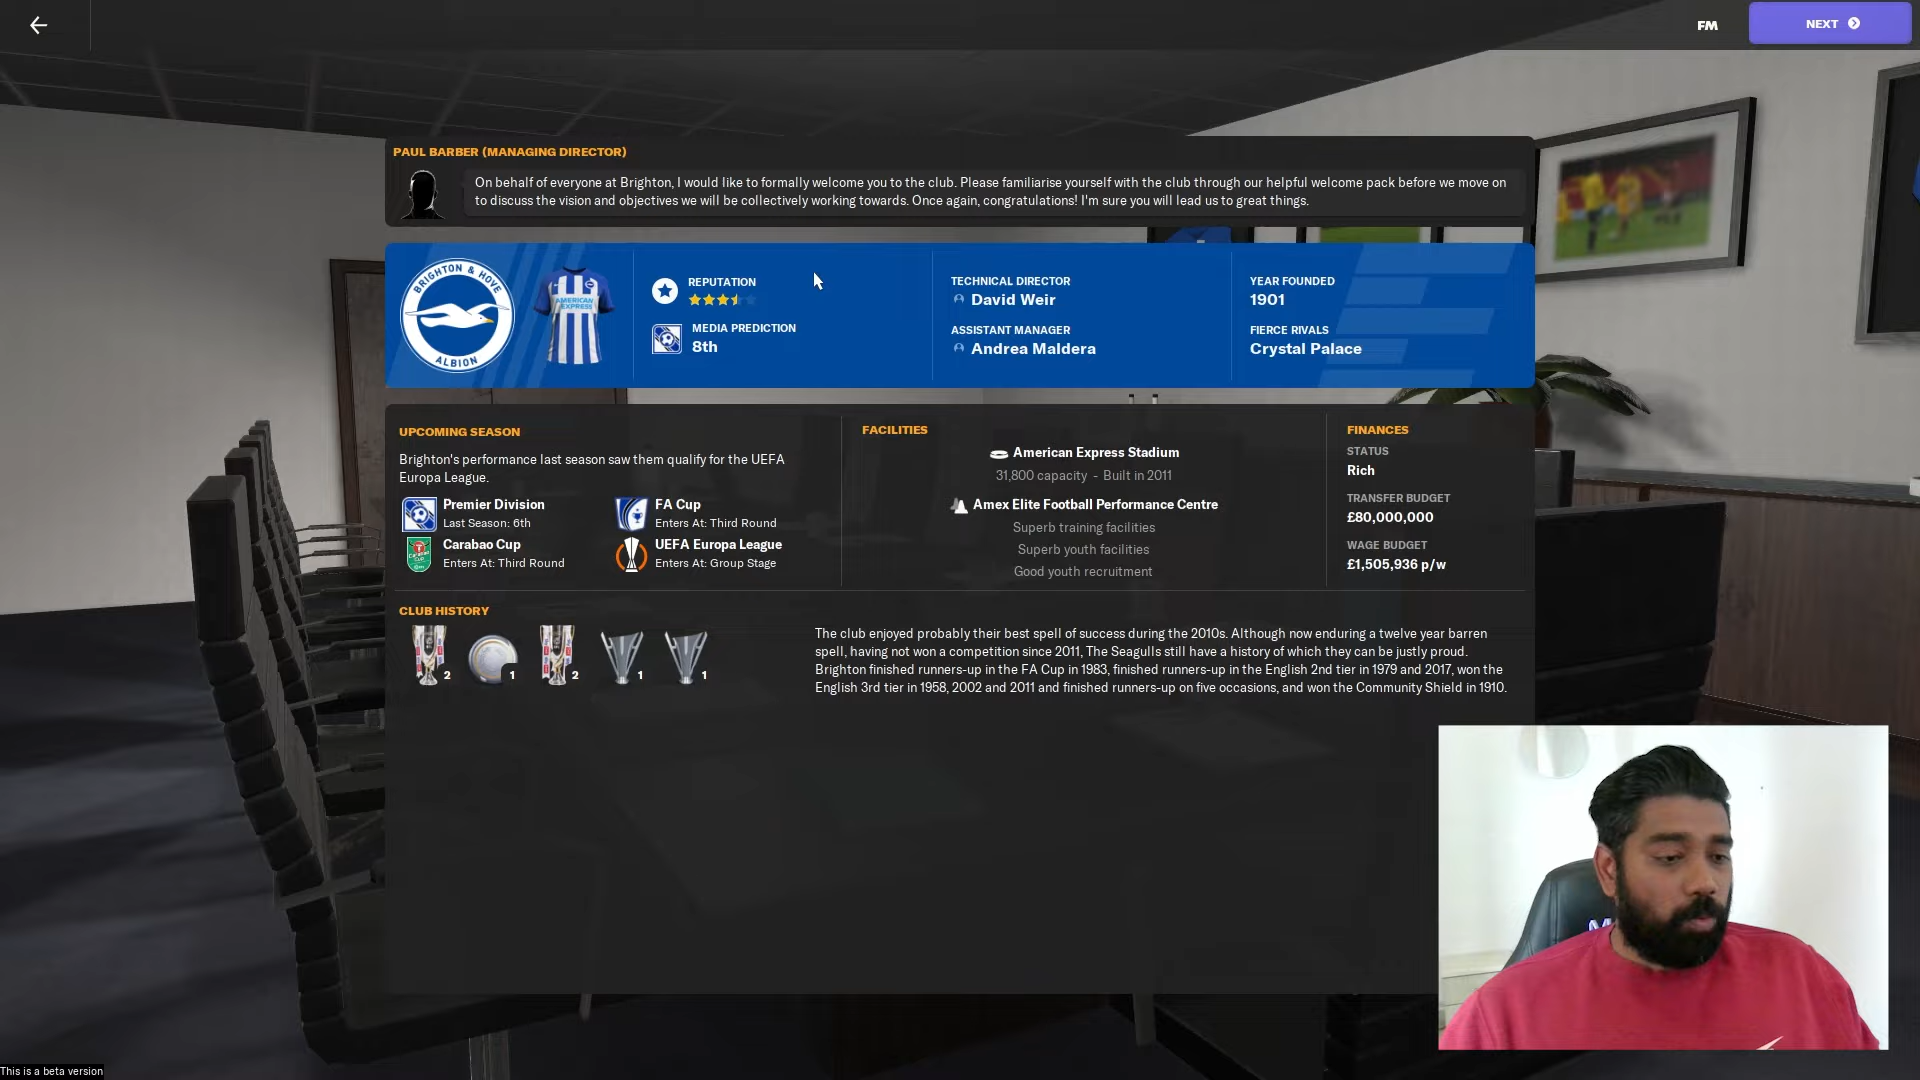 FM
NEXT
PAUL BARBER (MANAGING DIRECTOR)
On behalf of everyone at Brighton, I would like to formally welcome you to the club. Please familiarise yourself with the club through our helpful welcome pack before we move on
to discuss the vision and objectives we will be collectively working towards. Once again, congratulations! I'm sure you will lead us to great things.
BRIGHTON & HOVE
ALBION
AMERICAN
EXPRESS
REPUTATION
MEDIA PREDICTION
8th
TECHNICAL DIRECTOR
David Weir
ASSISTANT MANAGER
Andrea Maldera
YEAR FOUNDED
1901
FIERCE RIVALS
Crystal Palace
UPCOMING SEASON
Brighton's performance last season saw them qualify for the UEFA
Europa League.
Premier Division
Last Season: 6th
FA Cup
Enters At: Third Round
Carabao Cup
Enters At: Third Round
UEFA Europa League
Enters At: Group Stage
FACILITIES
American Express Stadium
31,800 capacity - Built in 2011
Amex Elite Football Performance Centre
Superb training facilities
Superb youth facilities
Good youth recruitment
FINANCES
STATUS
Rich
TRANSFER BUDGET
£80,000,000
WAGE BUDGET
£1,505,936 p/w
CLUB HISTORY
2
1
2
1
1
The club enjoyed probably their best spell of success during the 2010s. Although now enduring a twelve year barren
spell, having not won a competition since 2011, The Seagulls still have a history of which they can be justly proud.
Brighton finished runners-up in the FA Cup in 1983, finished runners-up in the English 2nd tier in 1979 and 2017, won the
English 3rd tier in 1958, 2002 and 2011 and finished runners-up on five occasions, and won the Community Shield in 1910.
This is a beta version